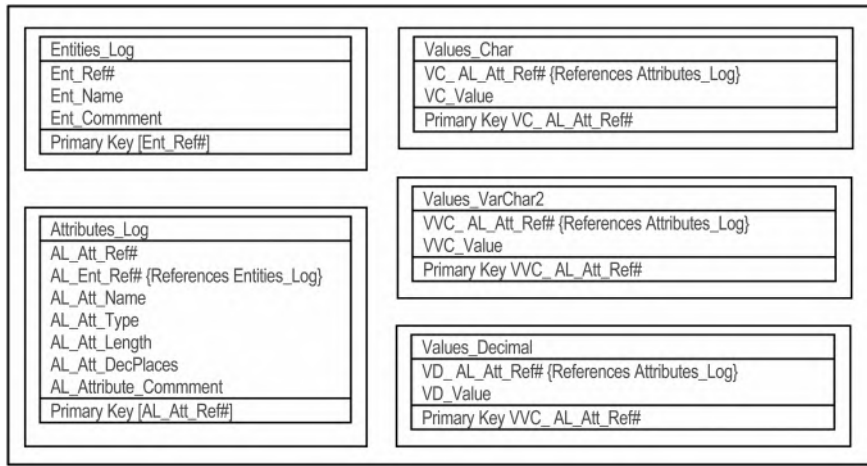 Entities_Log
Ent_Ref#
Ent_Name
Ent_Commment
Primary Key [Ent_Ref#]
Attributes_Log
AL_Att_Ref#
AL_Ent_Ref# {References Entities_Log}
AL_Att_Name
AL_Att_Type
AL_Att_Length
AL_Att_DecPlaces
AL_Attribute_Commment
Primary Key [AL_Att_Ref#]
Values_Char
VC_ AL_Att_Ref# {References Attributes_Log}
VC_Value
Primary Key VC_ AL_Att_Ref#
Values_VarChar2
VVC_ AL_Att_Ref# {References Attributes_Log}
VVC_Value
Primary Key VVC_ AL_Att_Ref#
Values_Decimal
VD_ AL_Att_Ref# {References Attributes_Log}
VD_Value
Primary Key VVC_ AL_Att_Ref#